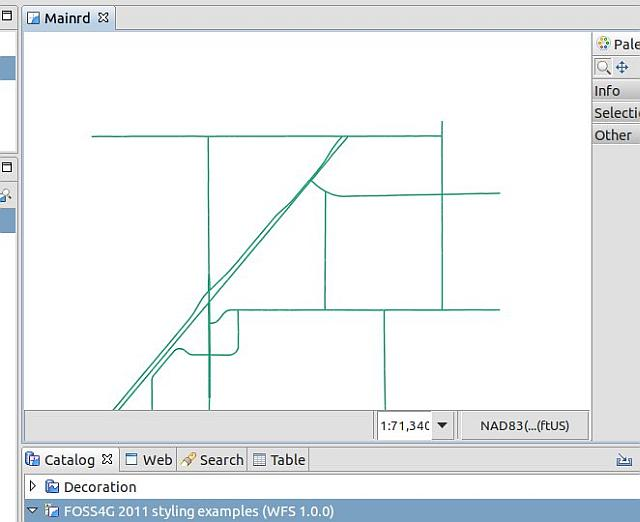 Mainrd
Pale
Info
Selecti
Other
1:71,340
NAD83(...(ftUS)
Catalog Web Search Table
Decoration
FOSS4G 2011 styling examples (WFS 1.0.0)